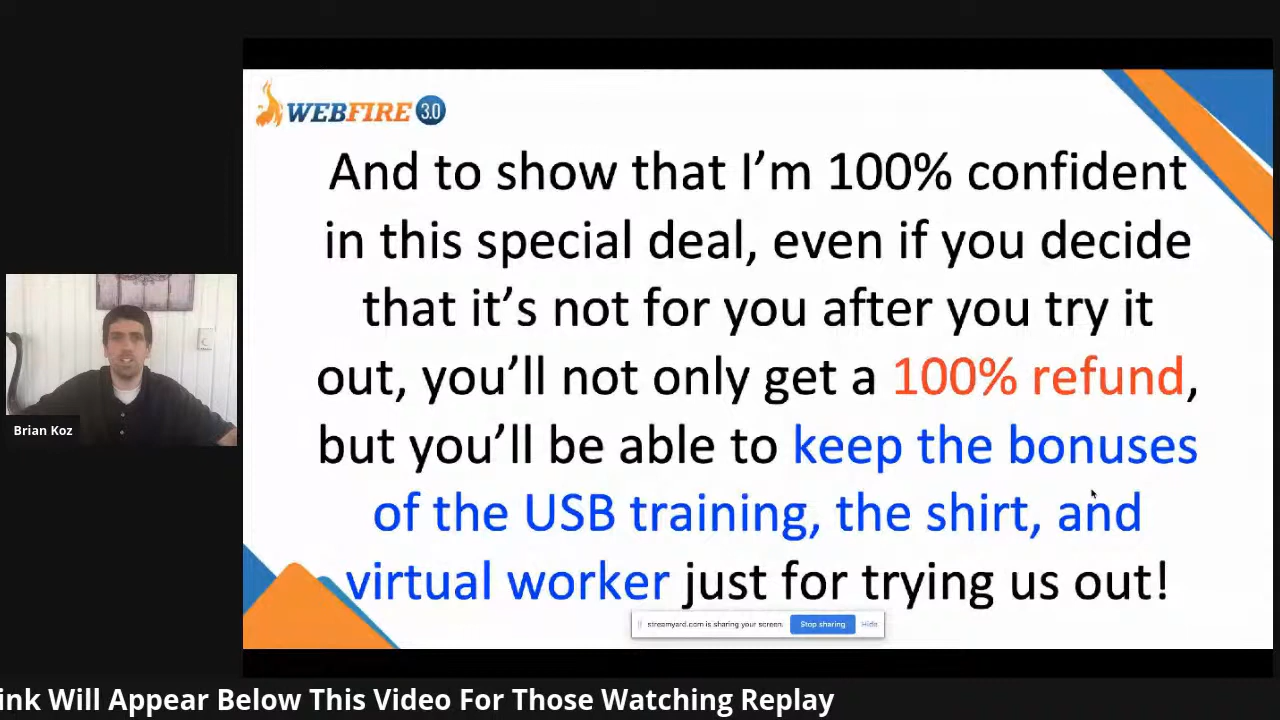 WEBFIRE 3.0
And to show that I’m 100% confident
in this special deal, even if you decide
that it’s not for you after you try it
out, you’ll not only get a 100% refund,
but you’ll be able to keep the bonuses
of the USB training, the shirt, and
virtual worker just for trying us out!
Brian Koz
streamyard.com is sharing your screen. Stop sharing Hide
ink Will Appear Below This Video For Those Watching Replay